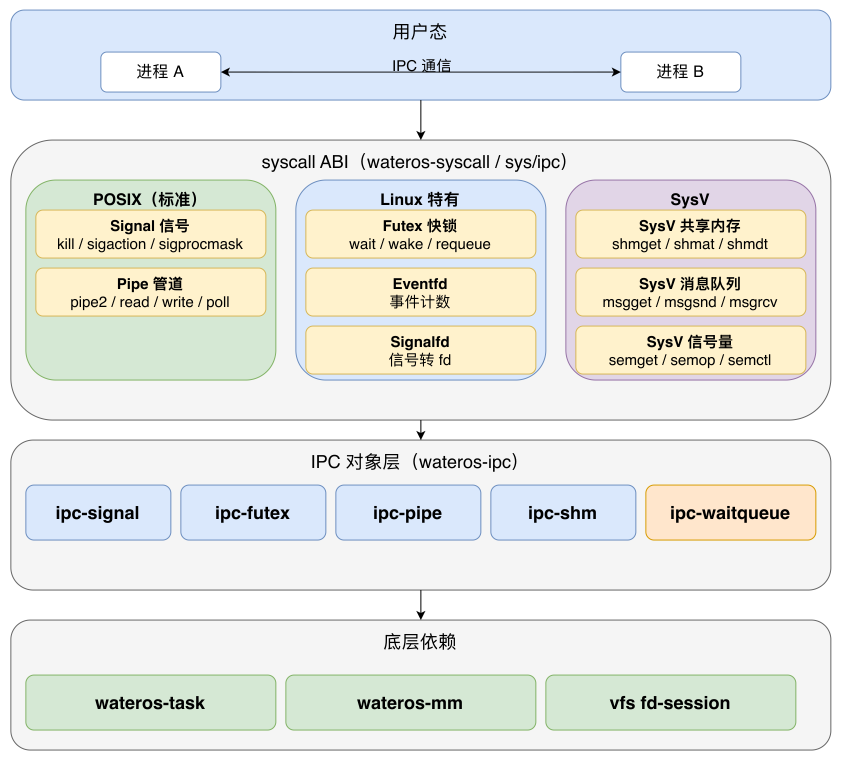 用户态
进程 A
IPC 通信
进程 B
syscall ABI（wateros-syscall / sys/ipc）
POSIX（标准）
Signal 信号
kill / sigaction / sigprocmask
Pipe 管道
pipe2 / read / write / poll
Linux 特有
Futex 快锁
wait / wake / requeue
Eventfd
事件计数
Signalfd
信号转 fd
SysV
SysV 共享内存
shmget / shmat / shmdt
SysV 消息队列
msgget / msgsnd / msgrcv
SysV 信号量
semget / semop / semctl
IPC 对象层（wateros-ipc）
ipc-signal
ipc-futex
ipc-pipe
ipc-shm
ipc-waitqueue
底层依赖
wateros-task
wateros-mm
vfs fd-session